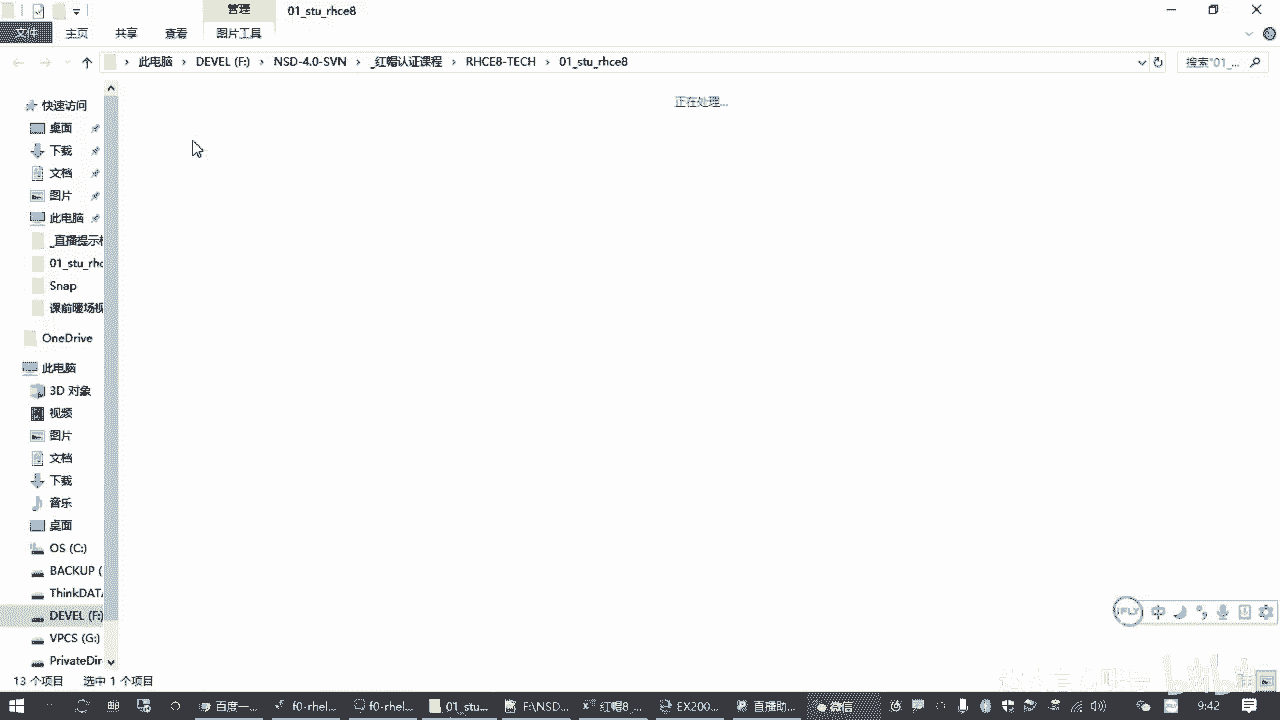 管理
01_stu_rhce8
文件
主页
共享
查看
图片工具
此电脑 › DEVEL (F:) › NSD-4.0-SVN › _红帽认证课程 › RHCE8-TECH › 01_stu_rhce8
搜索"01_...
正在处理...
快速访问
桌面
下载
文档
图片
此电脑
_直播提示
01_stu_rhc
Snap
课前暖场视
OneDrive
此电脑
3D 对象
视频
图片
文档
下载
音乐
桌面
OS (C:)
BACKUP (
ThinkDATA
DEVEL (F:)
VPCS (G:)
PrivateDir
iFLY
中
13 个项目 选中 1 个项目
百度一...
f0-rhel...
f0-rhel...
01_stu...
F:\NSD...
_红帽8...
EX200...
直播助...
微信
9:42